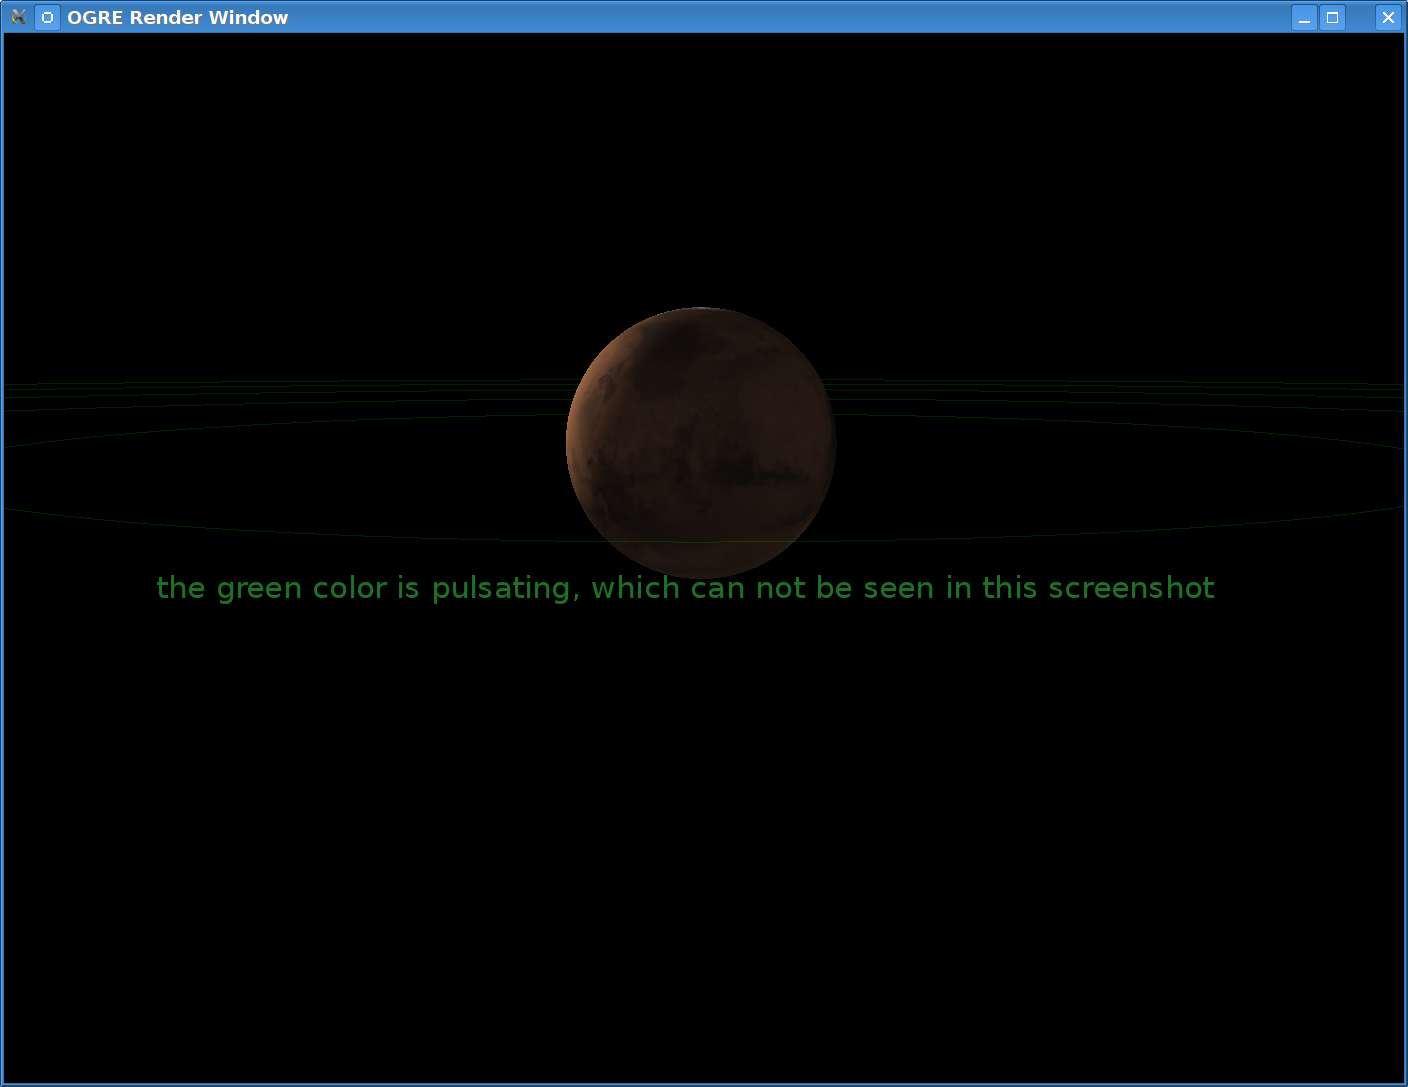 OGRE Render Window
the green color is pulsating, which can not be seen in this screenshot